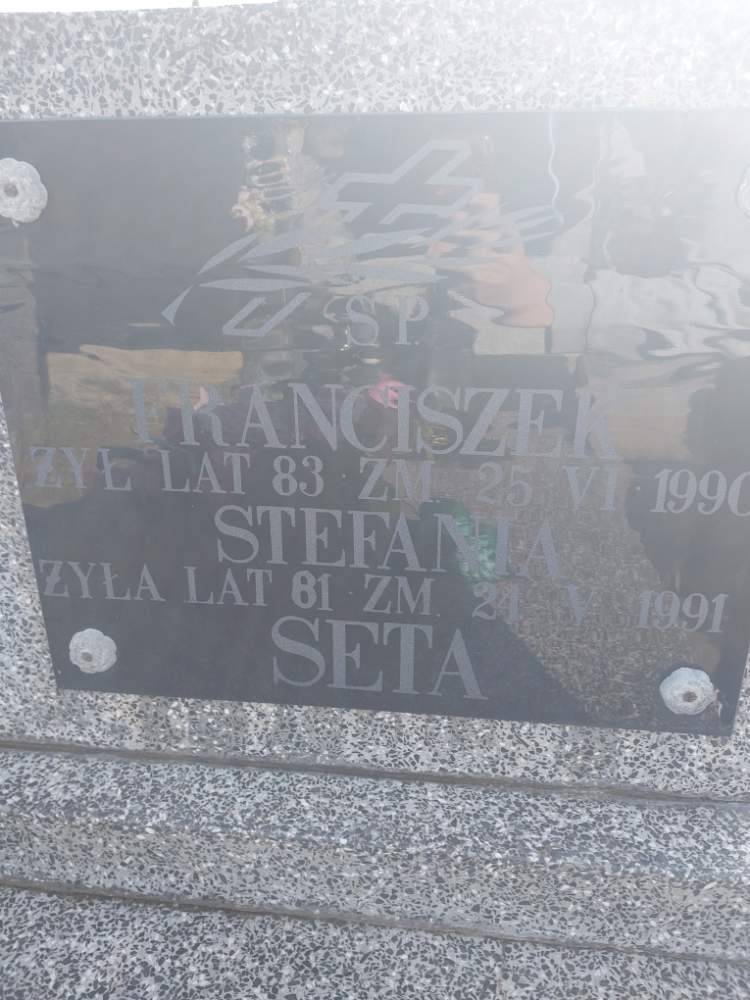 Ś.P.
FRANCISZEK
ŻYŁ LAT 83 ZM. 25 VI 1990
STEFANIA
ŻYŁA LAT 81 ZM. 24 V 1991
SETA